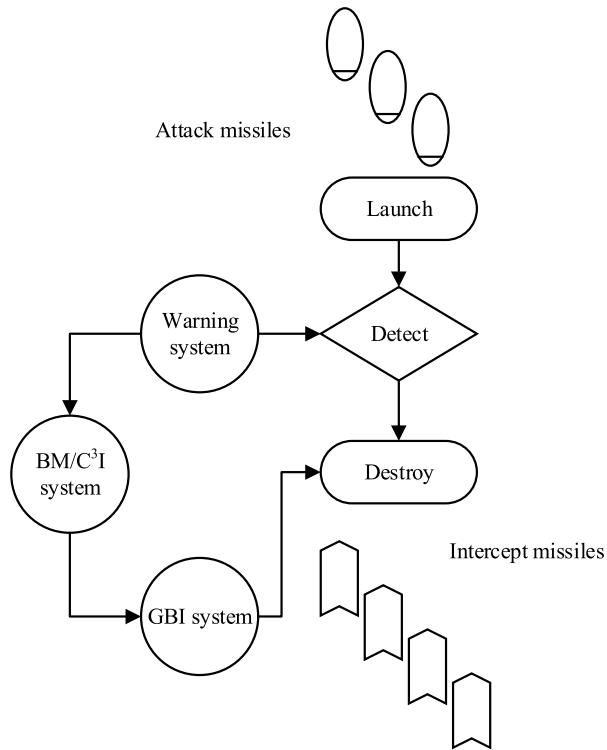 Attack missiles
Launch
Warning
system
Detect
BM/C³I
system
Destroy
Intercept missiles
GBI system